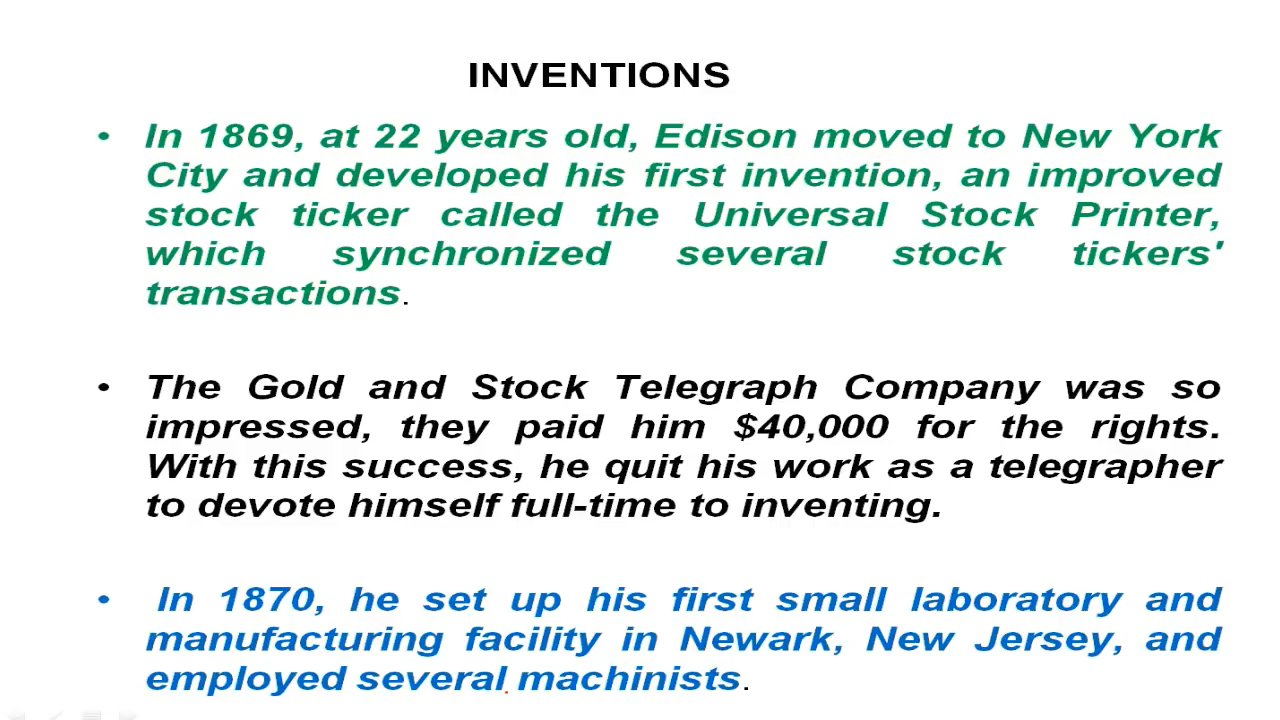 INVENTIONS
• In 1869, at 22 years old, Edison moved to New York
City and developed his first invention, an improved
stock ticker called the Universal Stock Printer,
which synchronized several stock tickers'
transactions.
• The Gold and Stock Telegraph Company was so
impressed, they paid him $40,000 for the rights.
With this success, he quit his work as a telegrapher
to devote himself full-time to inventing.
• In 1870, he set up his first small laboratory and
manufacturing facility in Newark, New Jersey, and
employed several machinists.